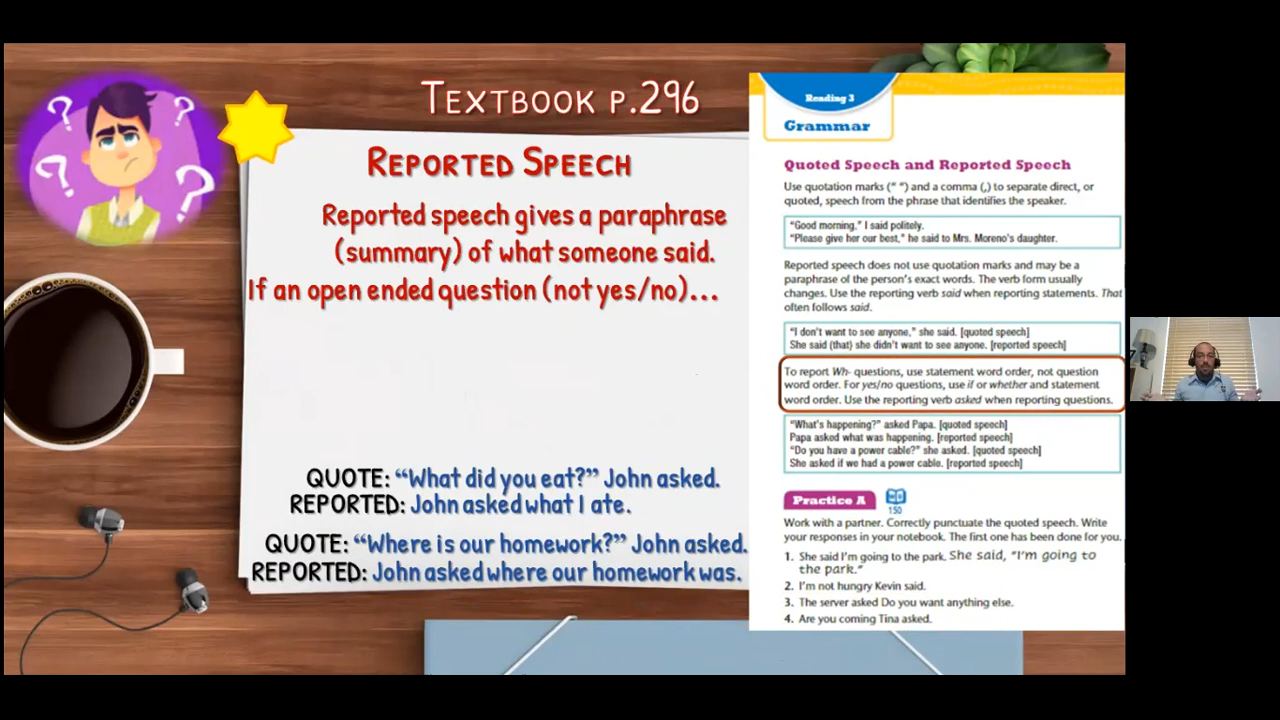 TEXTBOOK P.296
REPORTED SPEECH
Reported speech gives a paraphrase
(summary) of what someone said.
If an open ended question (not yes/no)...
QUOTE: “What did you eat?” John asked.
REPORTED: John asked what I ate.
QUOTE: “Where is our homework?” John asked.
REPORTED: John asked where our homework was.
Reading 3
Grammar
Quoted Speech and Reported Speech
Use quotation marks (“ ”) and a comma (,) to separate direct, or
quoted, speech from the phrase that identifies the speaker.
“Good morning,” I said politely.
“Please give her our best,” he said to Mrs. Moreno’s daughter.
Reported speech does not use quotation marks and may be a
paraphrase of the person’s exact words. The verb form usually
changes. Use the reporting verb said when reporting statements. That
often follows said.
“I don’t want to see anyone,” she said. [quoted speech]
She said (that) she didn’t want to see anyone. [reported speech]
To report Wh- questions, use statement word order, not question
word order. For yes/no questions, use if or whether and statement
word order. Use the reporting verb asked when reporting questions.
“What’s happening?” asked Papa. [quoted speech]
Papa asked what was happening. [reported speech]
“Do you have a power cable?” she asked. [quoted speech]
She asked if we had a power cable. [reported speech]
Practice A
150
Work with a partner. Correctly punctuate the quoted speech. Write
your responses in your notebook. The first one has been done for you.
1. She said I’m going to the park. She said, “I’m going to
the park.”
2. I’m not hungry Kevin said.
3. The server asked Do you want anything else.
4. Are you coming Tina asked.